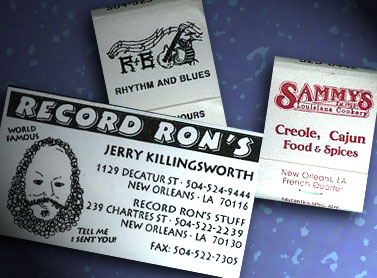 R+B
RHYTHM AND BLUES
RECORD RON'S
WORLD
FAMOUS
JERRY KILLINGSWORTH
1129 DECATUR ST · 504-524-9444
NEW ORLEANS · LA 70116
RECORD RON'S STUFF
239 CHARTRES ST · 504-522-2239
NEW ORLEANS · LA 70130
FAX: 504-522-7305
TELL ME
I SENT YOU!
SAMMY'S
Louisiana Cookery
Creole, Cajun
Food & Spices
New Orleans, LA
French Quarter